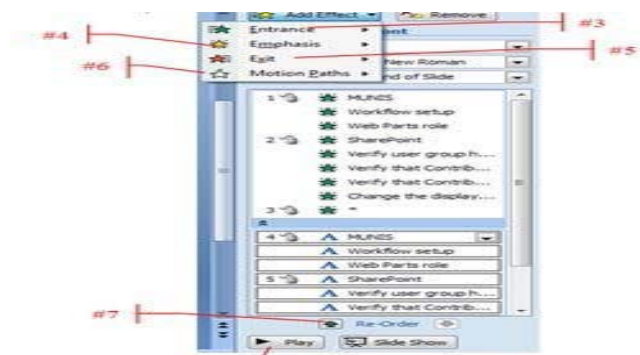 Add Effect Remove
#3
Entrance
#4
Emphasis
Exit
#5
New Roman
#6
Motion Paths
nd of Slide
1 MUNIS
Workflow setup
Web Parts role
2 SharePoint
Verify user group h...
Verify that Contrib...
Verify that Contrib...
Change the display...
3 *
4 MUNIS
Workflow setup
Web Parts role
5 SharePoint
Verify user group h...
Verify that Contrib...
#7
Re-Order
Play Slide Show